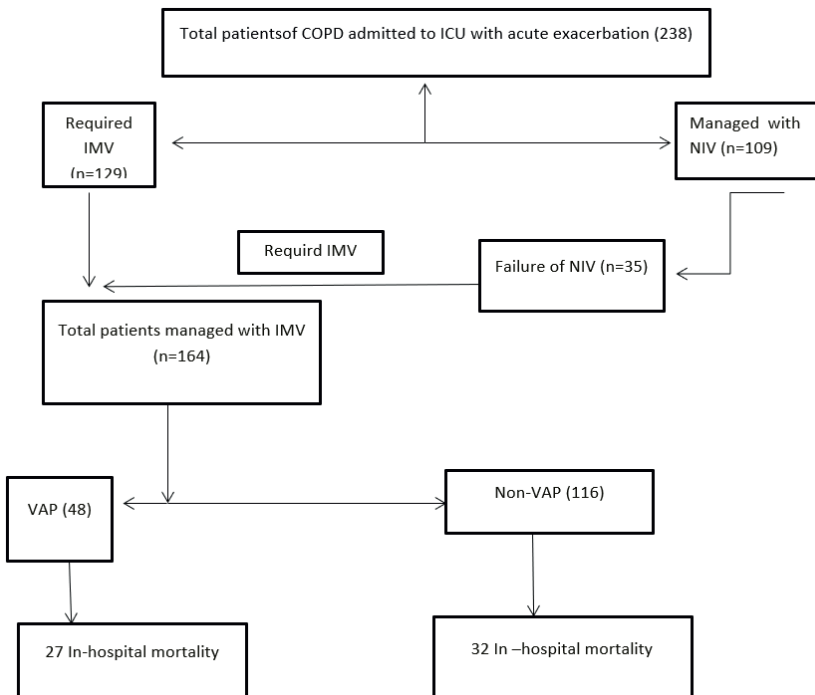 Total patientsof COPD admitted to ICU with acute exacerbation (238)
Required
IMV
(n=129)
Managed with
NIV (n=109)
Requird IMV
Failure of NIV (n=35)
Total patients managed with IMV
(n=164)
VAP (48)
Non-VAP (116)
27 In-hospital mortality
32 In –hospital mortality